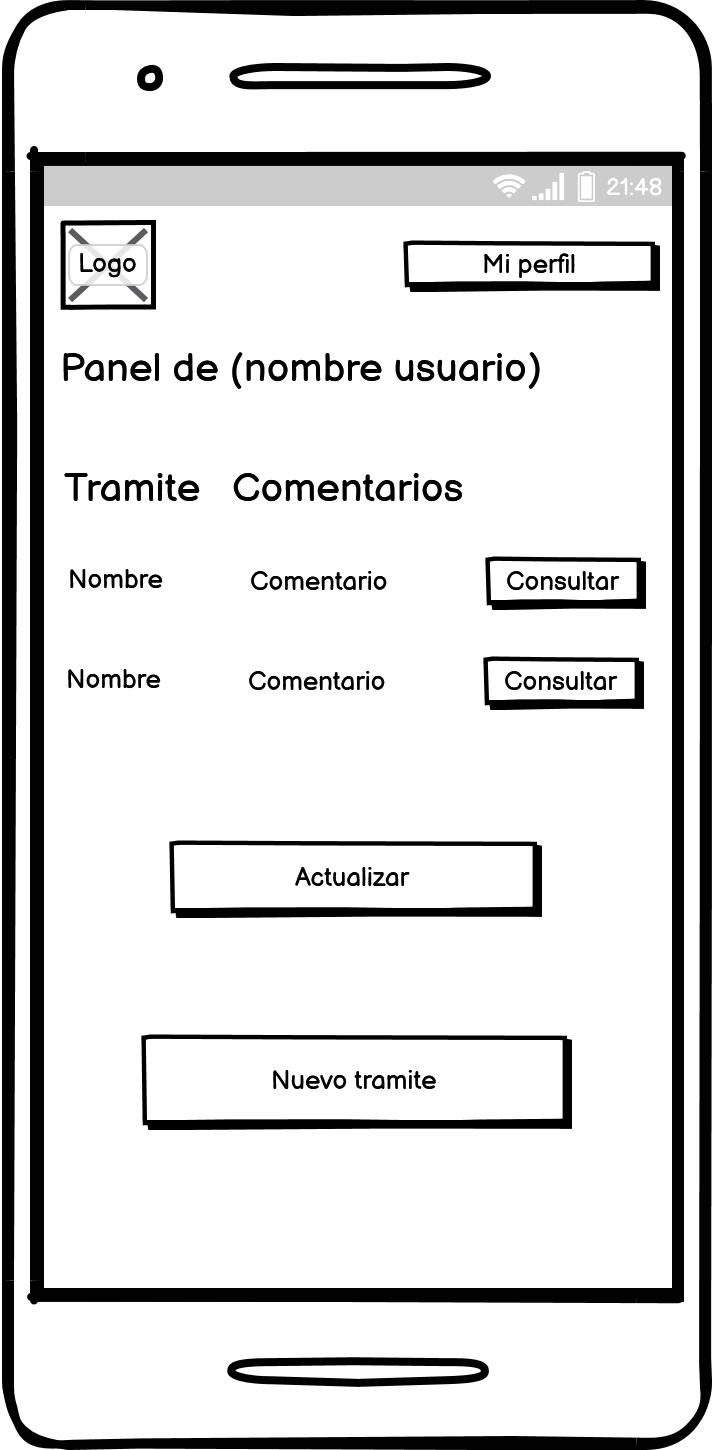 21:48
Logo
Mi perfil
Panel de (nombre usuario)
Tramite Comentarios
Nombre Comentario Consultar
Nombre Comentario Consultar
Actualizar
Nuevo tramite